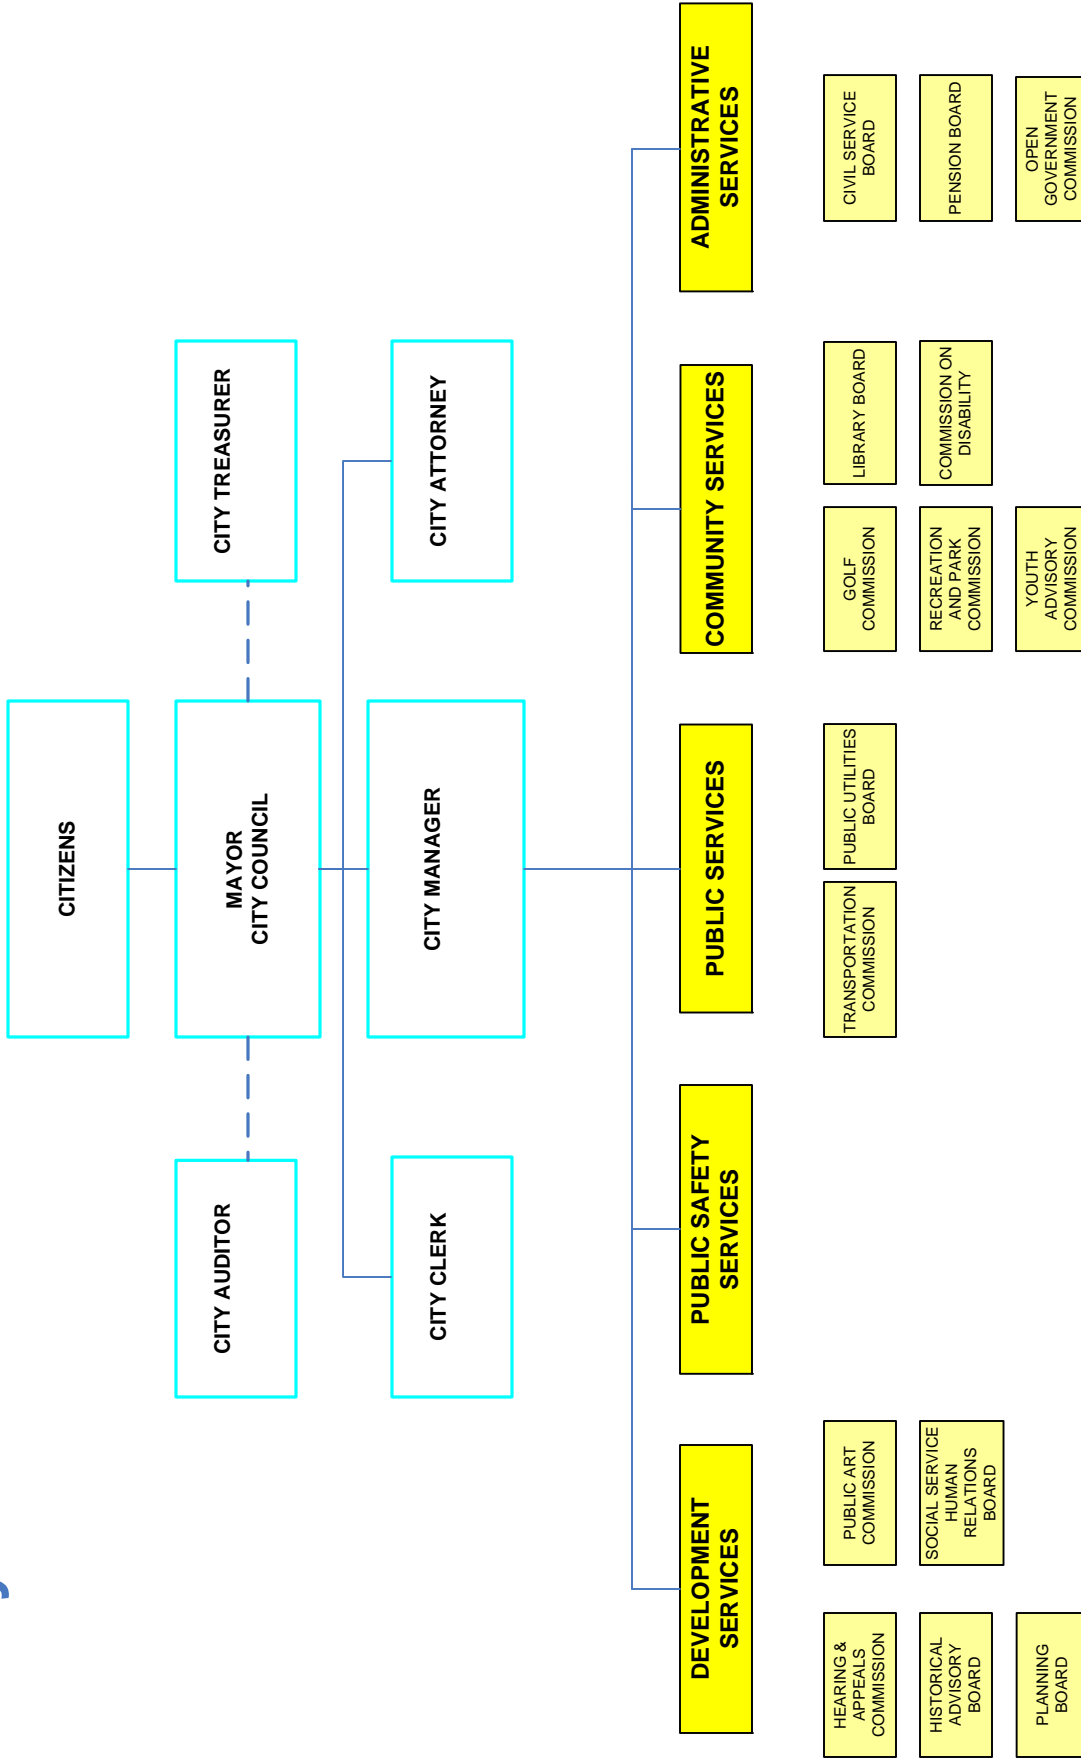 CITIZENS
CITY AUDITOR
MAYOR
CITY COUNCIL
CITY TREASURER
CITY CLERK
CITY MANAGER
CITY ATTORNEY
DEVELOPMENT
SERVICES
PUBLIC SAFETY
SERVICES
PUBLIC SERVICES
COMMUNITY SERVICES
ADMINISTRATIVE
SERVICES
HEARING &
APPEALS
COMMISSION
PUBLIC ART
COMMISSION
TRANSPORTATION
COMMISSION
PUBLIC UTILITIES
BOARD
GOLF
COMMISSION
LIBRARY BOARD
CIVIL SERVICE
BOARD
HISTORICAL
ADVISORY
BOARD
SOCIAL SERVICE
HUMAN
RELATIONS
BOARD
RECREATION
AND PARK
COMMISSION
COMMISSION ON
DISABILITY
PENSION BOARD
PLANNING
BOARD
YOUTH
ADVISORY
COMMISSION
OPEN
GOVERNMENT
COMMISSION